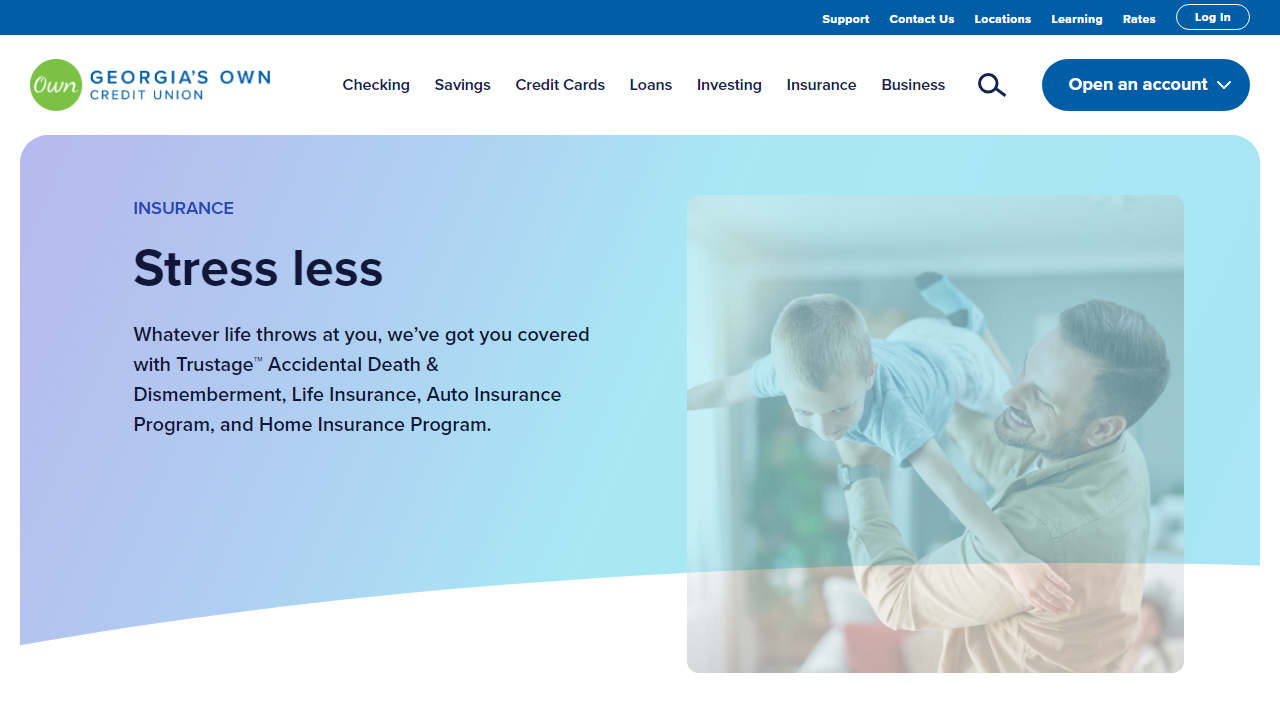 Support Contact Us Locations Learning Rates Log In
Own GEORGIA'S OWN
CREDIT UNION
Checking Savings Credit Cards Loans Investing Insurance Business Open an account
INSURANCE
Stress less
Whatever life throws at you, we’ve got you covered
with Trustage™ Accidental Death &
Dismemberment, Life Insurance, Auto Insurance
Program, and Home Insurance Program.